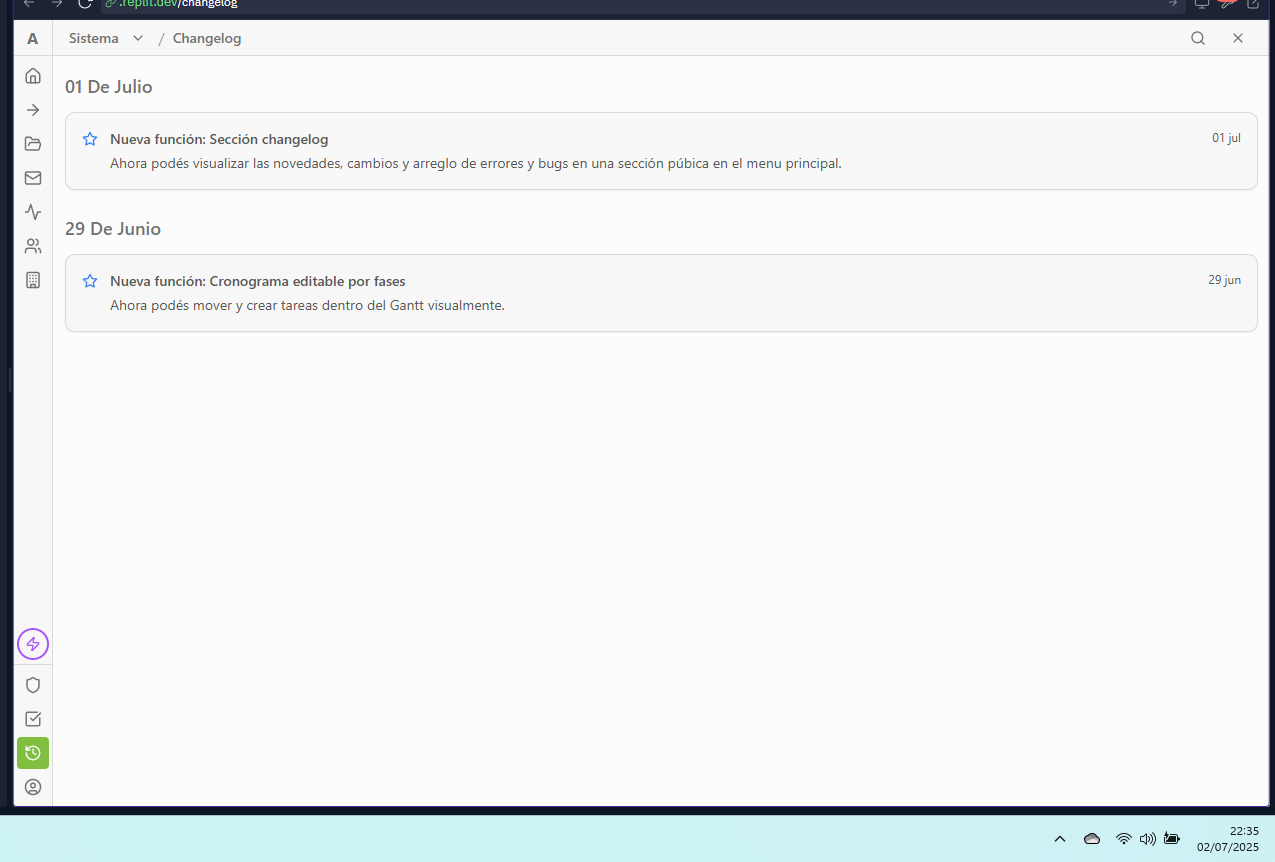 .replit.dev/changelog
A
Sistema / Changelog
01 De Julio
Nueva función: Sección changelog
01 jul
Ahora podés visualizar las novedades, cambios y arreglo de errores y bugs en una sección púbica en el menu principal.
29 De Junio
Nueva función: Cronograma editable por fases
29 jun
Ahora podés mover y crear tareas dentro del Gantt visualmente.
22:35
02/07/2025